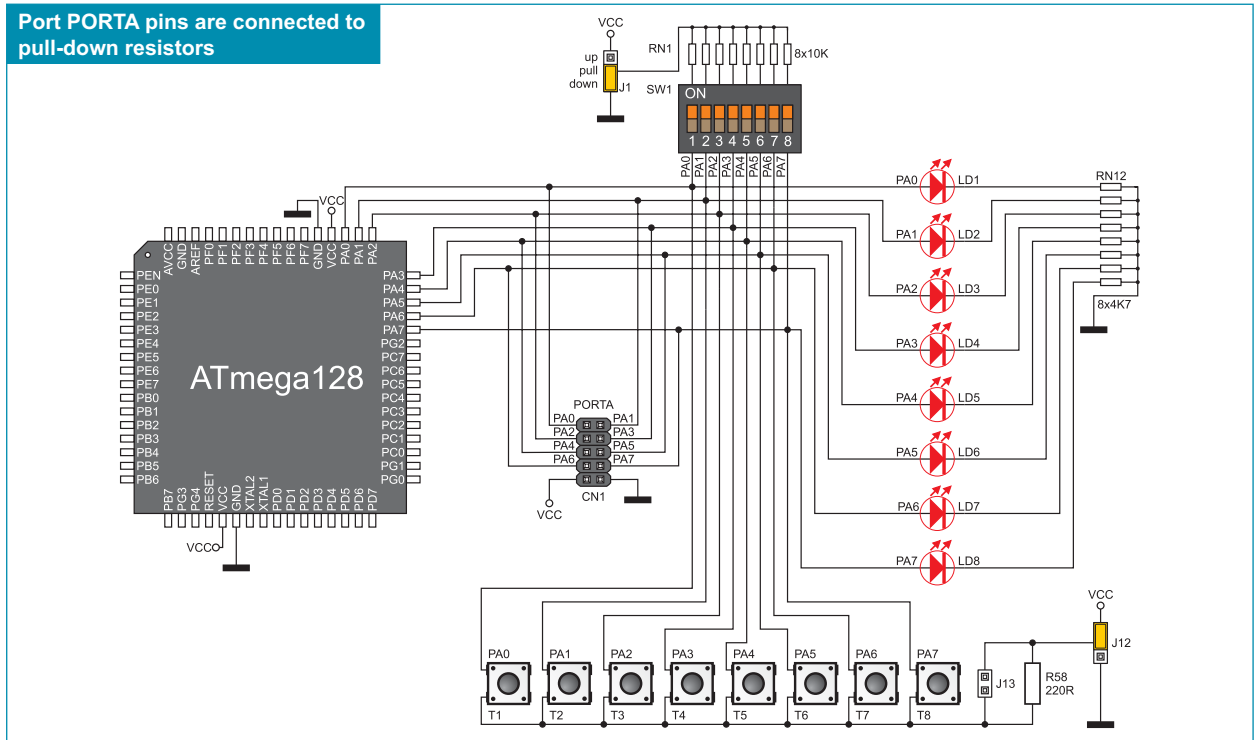 Port PORTA pins are connected to
pull-down resistors
VCC
up
pull
down
J1
RN1
8x10K
SW1
ON
1 2 3 4 5 6 7 8
PA0 PA1 PA2 PA3 PA4 PA5 PA6 PA7
VCC
AVCC GND AREF PF0 PF1 PF2 PF3 PF4 PF5 PF6 PF7 GND VCC PA0 PA1 PA2
PEN
PE0
PE1
PE2
PE3
PE4
PE5
PE6
PE7
PB0
PB1
PB2
PB3
PB4
PB5
PB6
ATmega128
PA3
PA4
PA5
PA6
PA7
PG2
PC7
PC6
PC5
PC4
PC3
PC2
PC1
PC0
PG1
PG0
PB7 PG3 PG4 RESET VCC GND XTAL2 XTAL1 PD0 PD1 PD2 PD3 PD4 PD5 PD6 PD7
VCC
PORTA
PA0 PA1
PA2 PA3
PA4 PA5
PA6 PA7
CN1
VCC
PA0 LD1
PA1 LD2
PA2 LD3
PA3 LD4
PA4 LD5
PA5 LD6
PA6 LD7
PA7 LD8
RN12
8x4K7
PA0 PA1 PA2 PA3 PA4 PA5 PA6 PA7
T1 T2 T3 T4 T5 T6 T7 T8
J13
R58
220R
VCC
J12